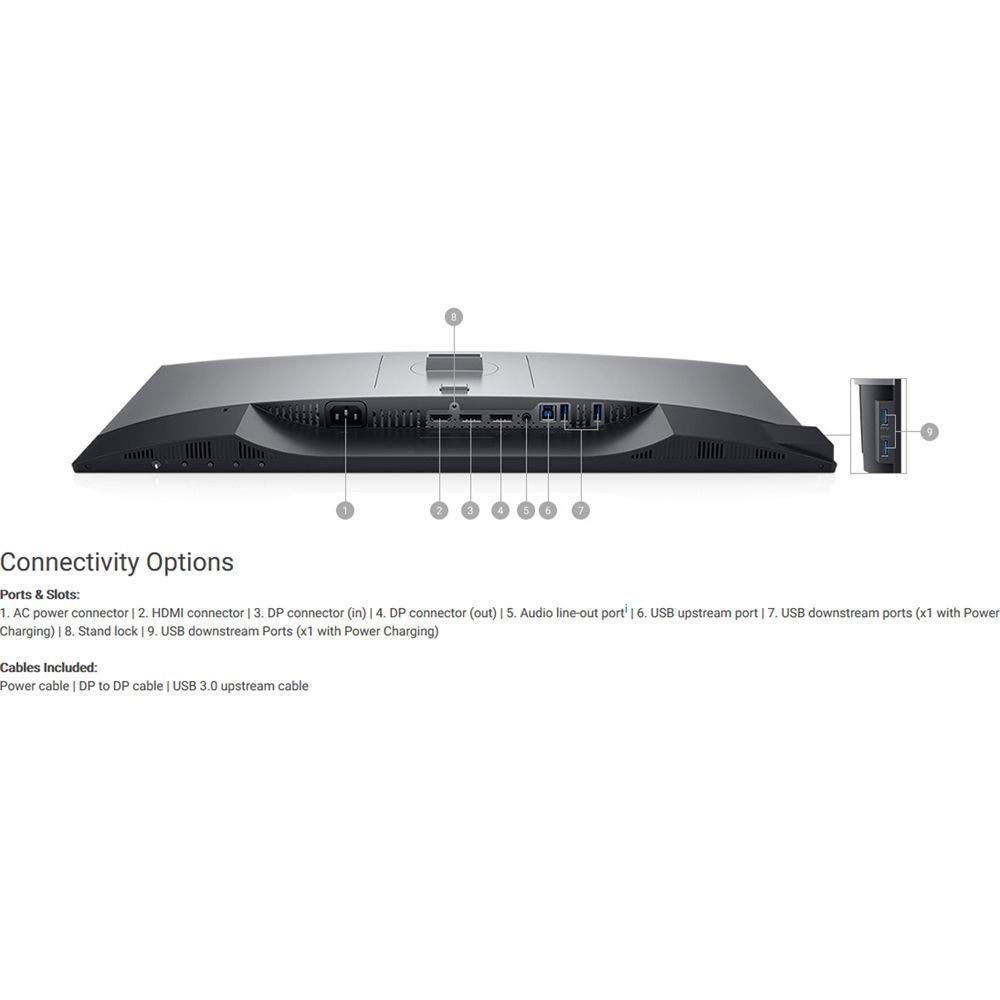 8
9
1
2
3
4
5
6
7
Connectivity Options
Ports & Slots:
1. AC power connector | 2. HDMI connector | 3. DP connector (in) | 4. DP connector (out) | 5. Audio line-out port i | 6. USB upstream port | 7. USB downstream ports (x1 with Power
Charging) | 8. Stand lock | 9. USB downstream Ports (x1 with Power Charging)
Cables Included:
Power cable | DP to DP cable | USB 3.0 upstream cable